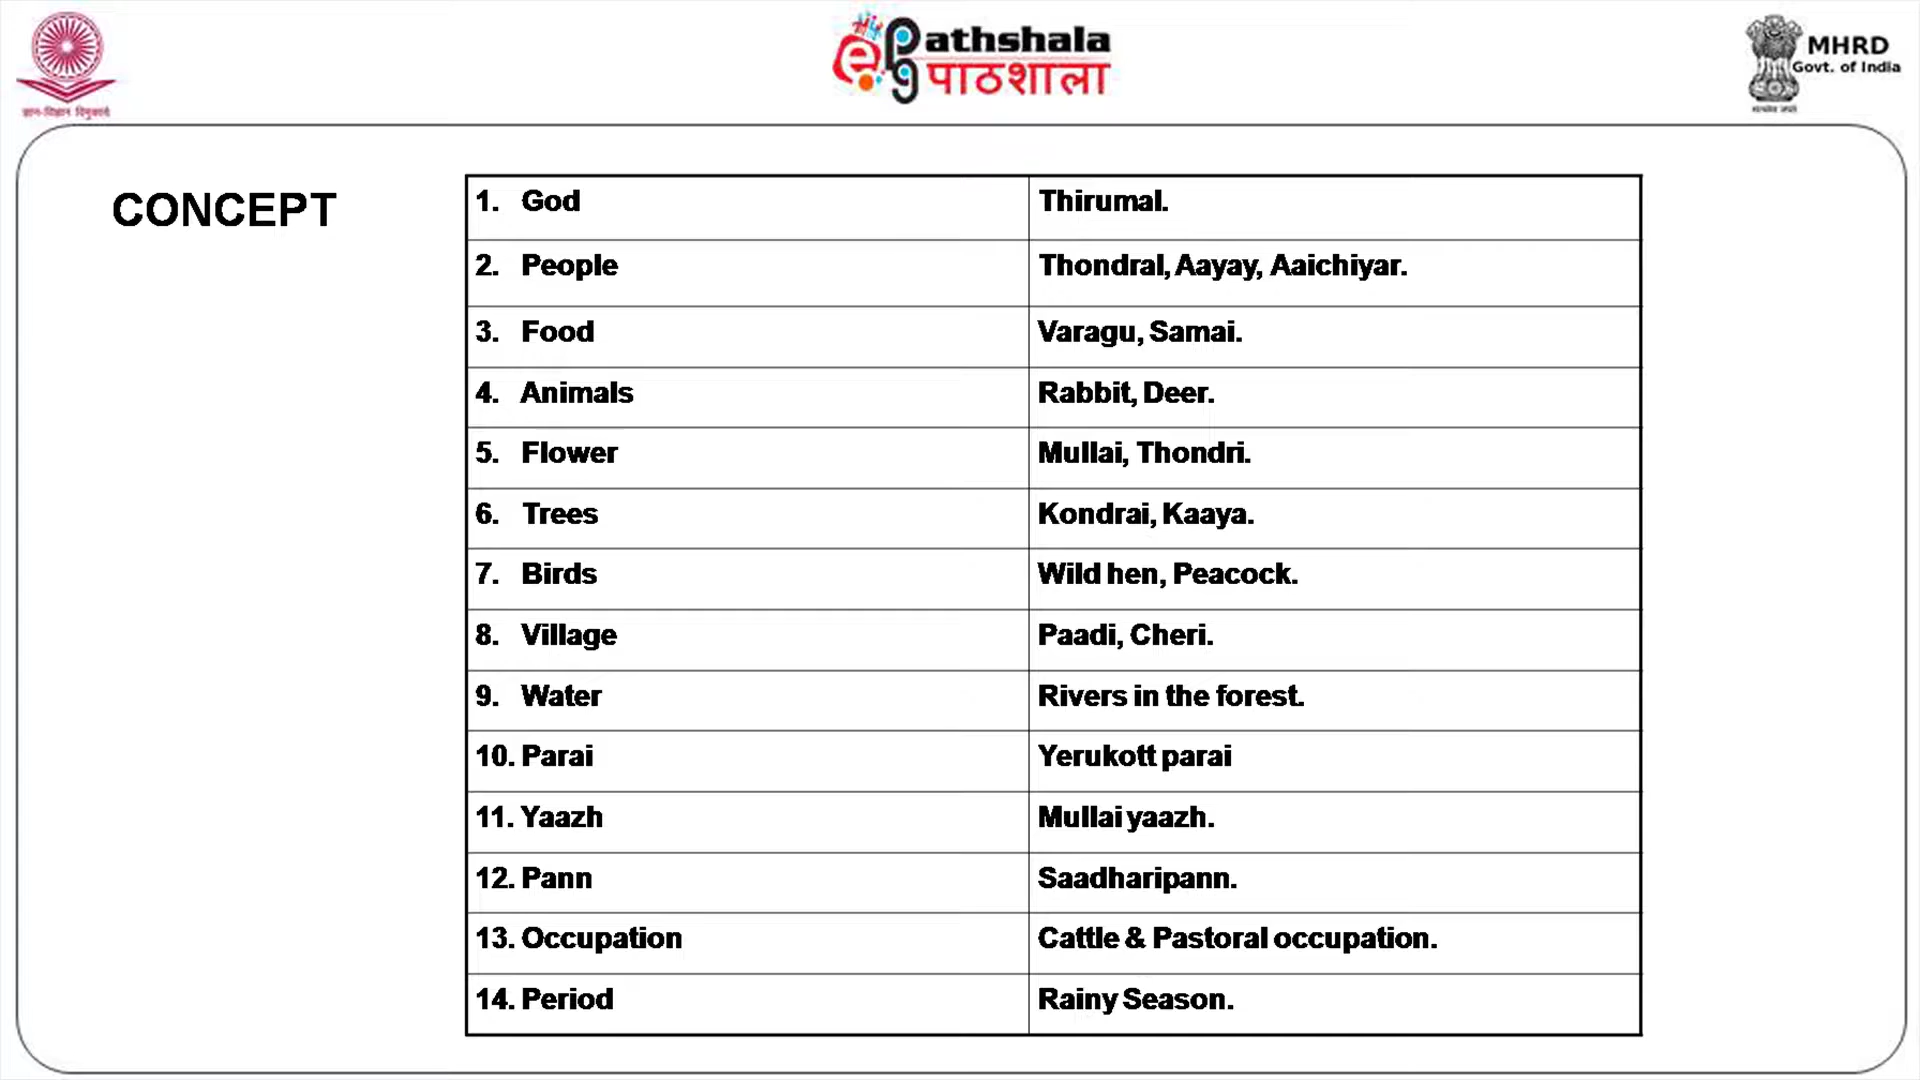 Pathshala
पाठशाला
MHRD
Govt. of India
CONCEPT
1. God Thirumal.
2. People Thondral, Aayay, Aaichiyar.
3. Food Varagu, Samai.
4. Animals Rabbit, Deer.
5. Flower Mullai, Thondri.
6. Trees Kondrai, Kaaya.
7. Birds Wild hen, Peacock.
8. Village Paadi, Cheri.
9. Water Rivers in the forest.
10. Parai Yerukott parai
11. Yaazh Mullai yaazh.
12. Pann Saadharipann.
13. Occupation Cattle & Pastoral occupation.
14. Period Rainy Season.